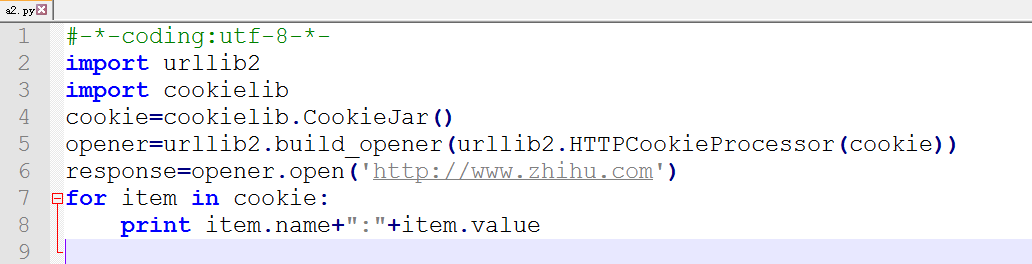 a2.py
1 #-*-coding:utf-8-*-
2 import urllib2
3 import cookielib
4 cookie=cookielib.CookieJar()
5 opener=urllib2.build_opener(urllib2.HTTPCookieProcessor(cookie))
6 response=opener.open('http://www.zhihu.com')
7 for item in cookie:
8     print item.name+":"+item.value
9